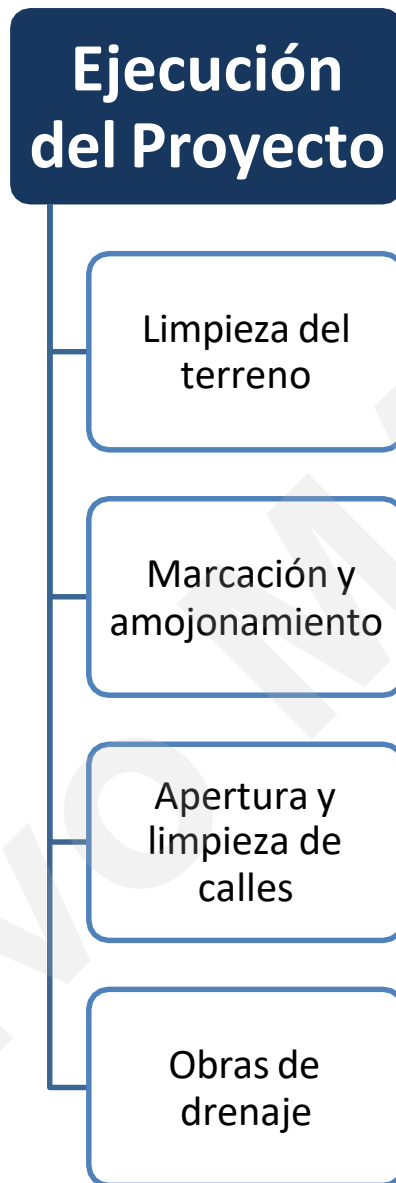 Ejecución
del Proyecto
Limpieza del
terreno
Marcación y
amojonamiento
Apertura y
limpieza de
calles
Obras de
drenaje